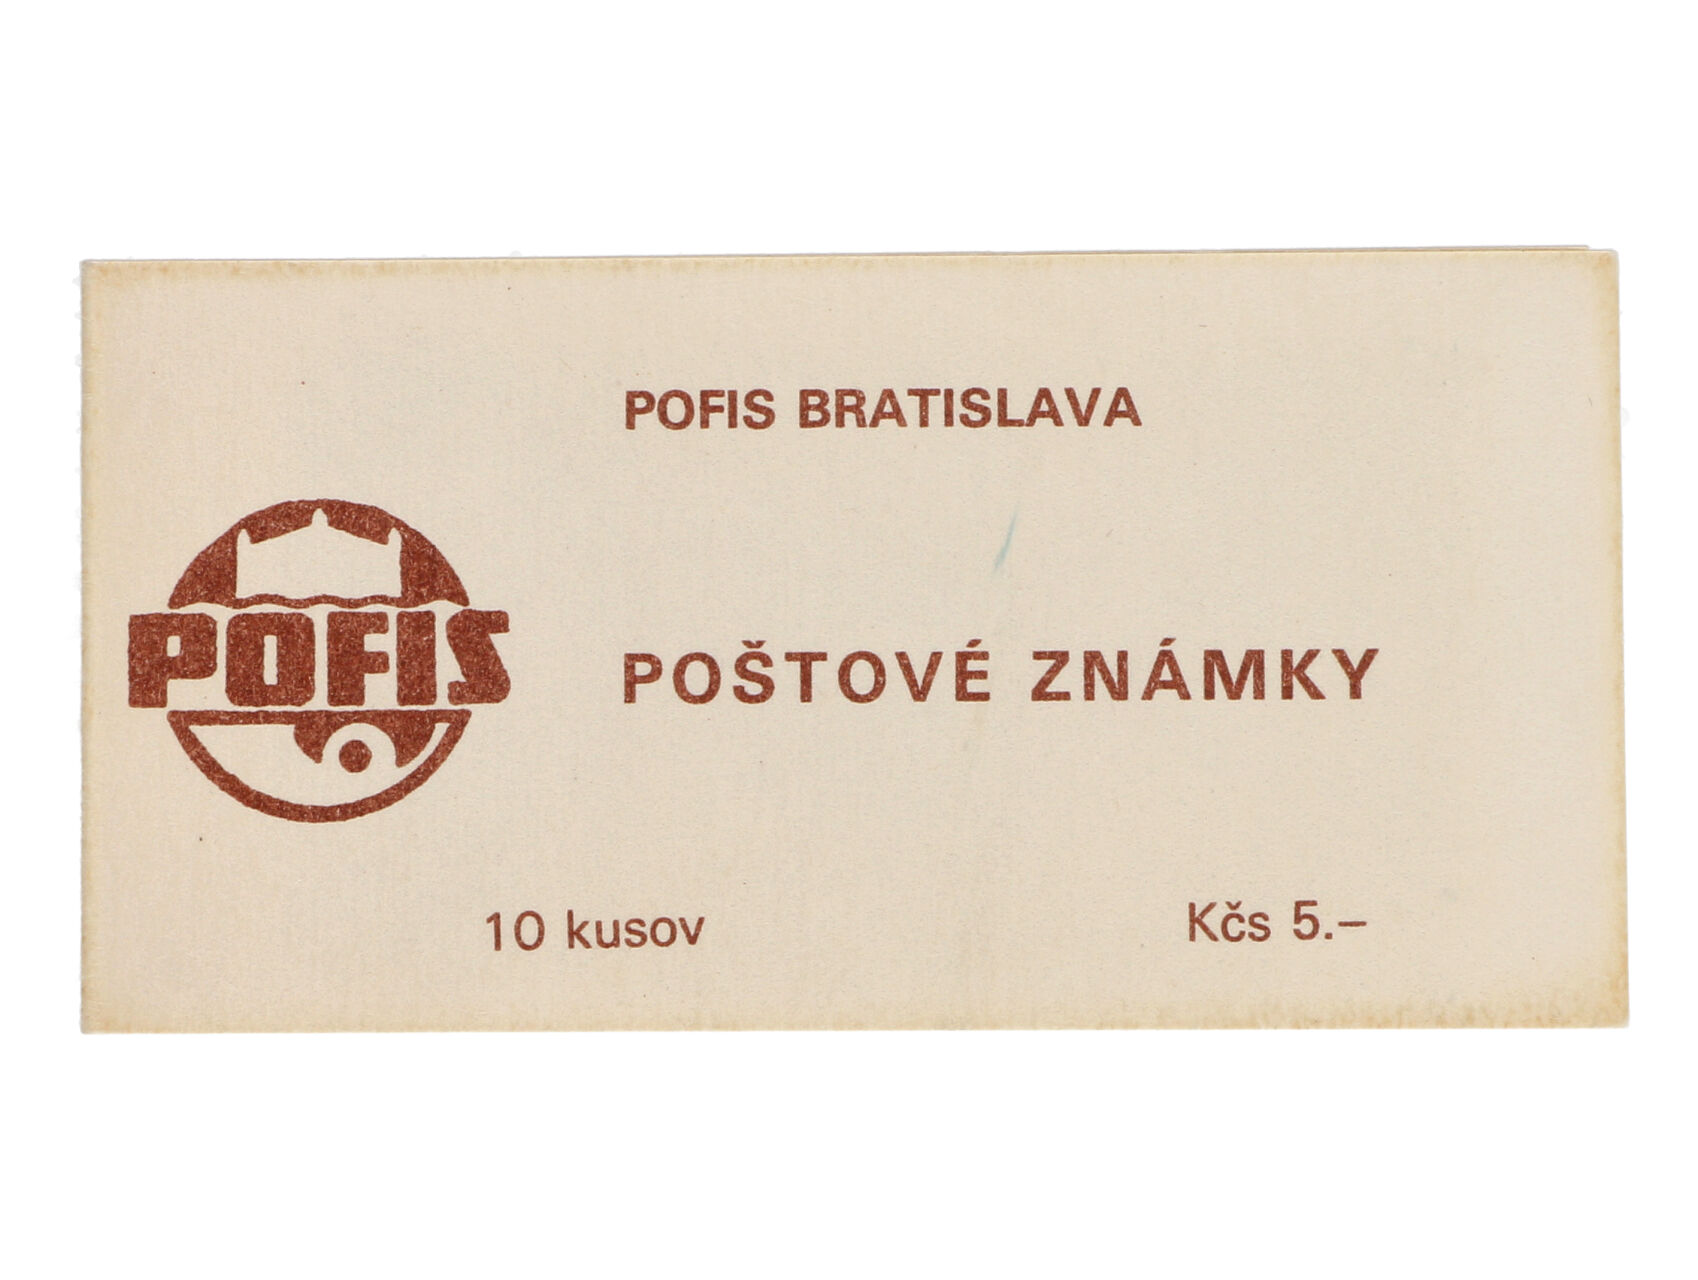 POFIS BRATISLAVA
POFIS
POŠTOVÉ ZNÁMKY
10 kusov
Kčs 5.–